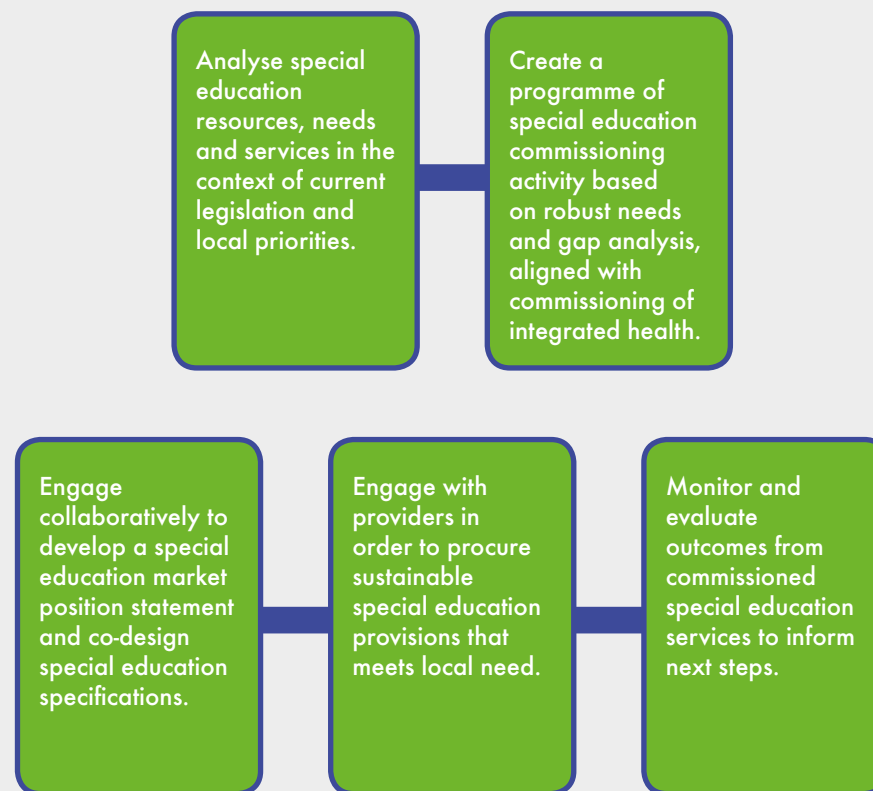 Analyse special
education
resources, needs
and services in the
context of current
legislation and
local priorities.
Create a
programme of
special education
commissioning
activity based
on robust needs
and gap analysis,
aligned with
commissioning of
integrated health.
Engage
collaboratively to
develop a special
education market
position statement
and co-design
special education
specifications.
Engage with
providers in
order to procure
sustainable
special education
provisions that
meets local need.
Monitor and
evaluate
outcomes from
commissioned
special education
services to inform
next steps.